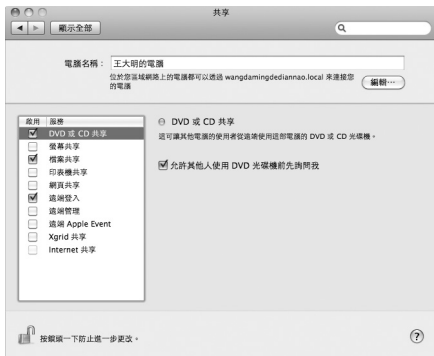 共享
顯示全部
電腦名稱：
王大明的電腦
位於您區域網路上的電腦都可以透過 wangdamingdediannao.local 來連接您
的電腦
編輯…
啟用 服務
DVD 或 CD 共享
螢幕共享
檔案共享
印表機共享
網頁共享
遠端登入
遠端管理
遠端 Apple Event
Xgrid 共享
Internet 共享
DVD 或 CD 共享
這可讓其他電腦的使用者從遠端使用這部電腦的 DVD 或 CD 光碟機。
允許其他人使用 DVD 光碟機前先詢問我
按鎖頭一下防止進一步更改。
?